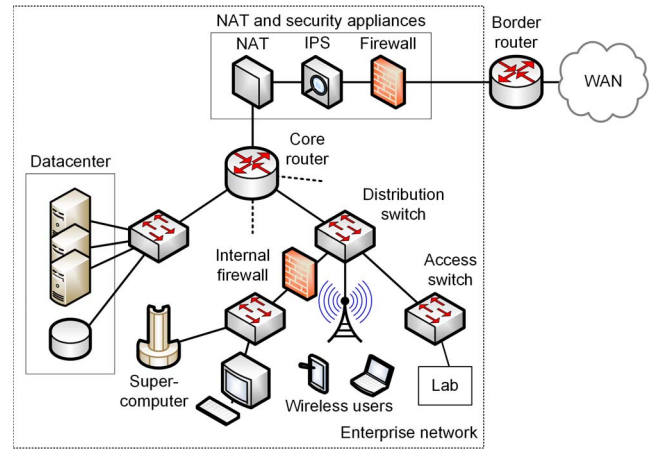 NAT and security appliances
NAT
IPS
Firewall
Border
router
WAN
Core
router
Datacenter
Distribution
switch
Internal
firewall
Access
switch
Super-
computer
Wireless users
Lab
Enterprise network